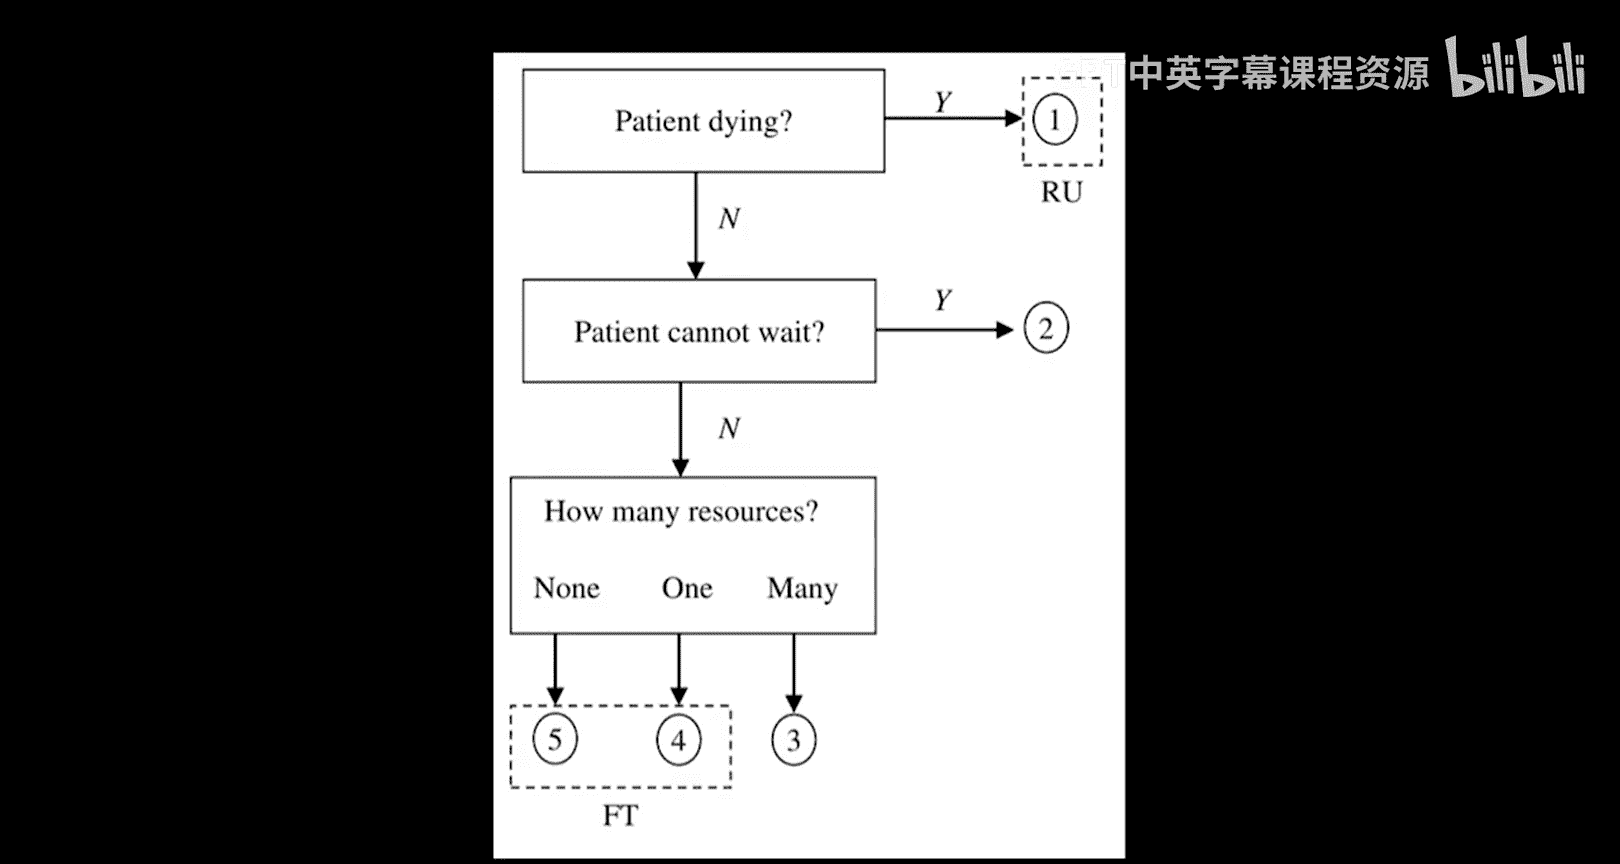 中英字幕课程资源 bilibili
Patient dying?
Y
1
RU
N
Patient cannot wait?
Y
2
N
How many resources?
None One Many
5 4 3
FT